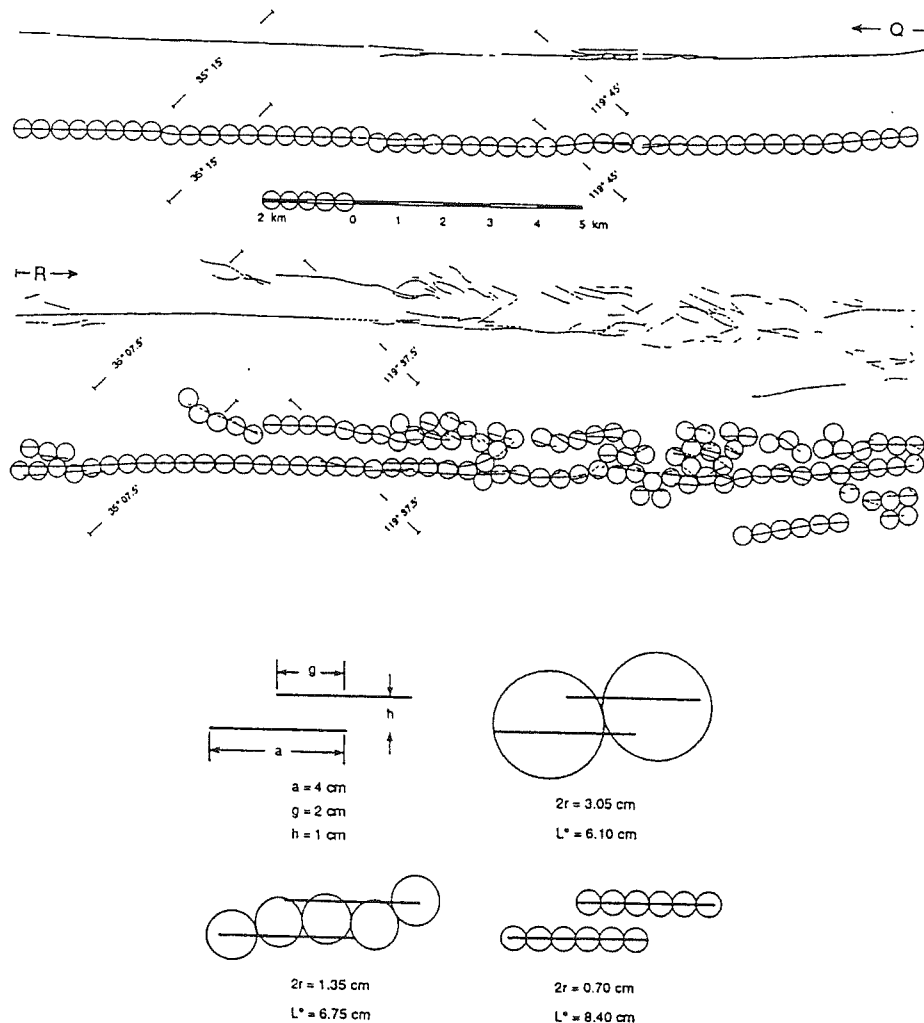 ← Q
35° 15'
119° 45'
35° 15'
119° 45'
2 km 0 1 2 3 4 5 km
R →
35° 07.5'
119° 37.5'
35° 07.5'
119° 37.5'
g
h
a
a = 4 cm
g = 2 cm
h = 1 cm
2r = 3.05 cm
L* = 6.10 cm
2r = 1.35 cm
L* = 6.75 cm
2r = 0.70 cm
L* = 8.40 cm